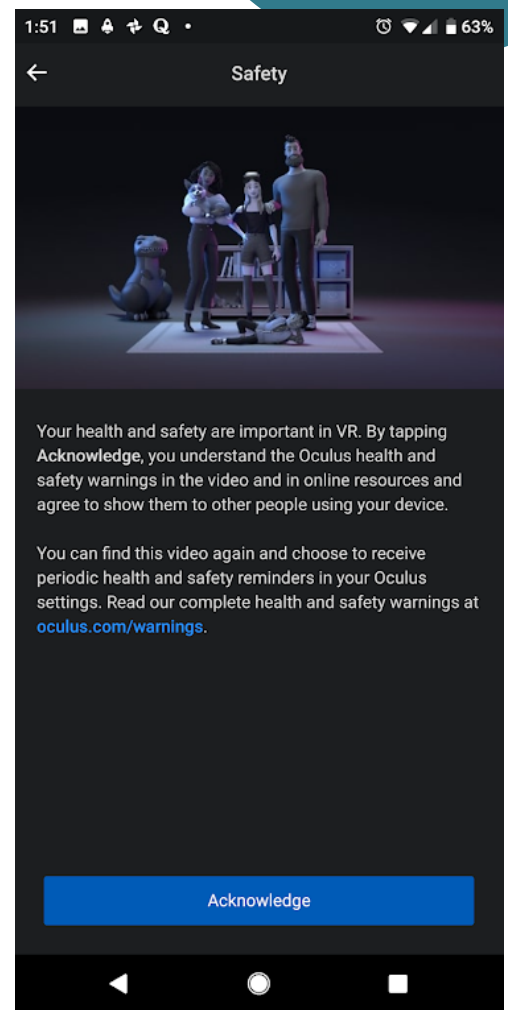 1:51 Q 63%
Safety
Your health and safety are important in VR. By tapping
Acknowledge, you understand the Oculus health and
safety warnings in the video and in online resources and
agree to show them to other people using your device.
You can find this video again and choose to receive
periodic health and safety reminders in your Oculus
settings. Read our complete health and safety warnings at
oculus.com/warnings.
Acknowledge